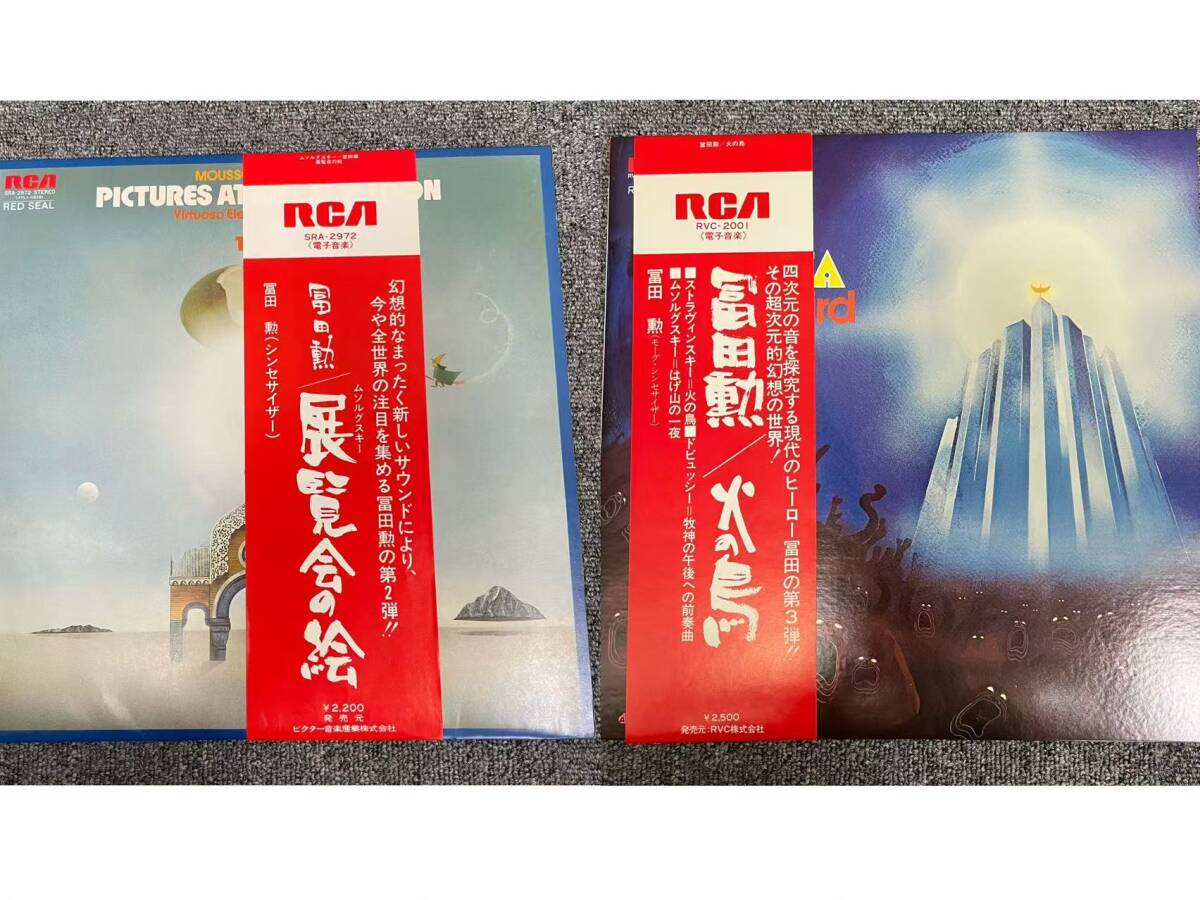 RCA
SRA-2972 STEREO
RED SEAL
MOUSS
PICTURES AT
ON
Virtuoso Ele
T
ムソルグスキー=冨田編
展覧会の絵
RCA
SRA-2972
〈電子音楽〉
幻想的なまったく新しいサウンドにより、
今や全世界の注目を集める冨田勲の第2弾!!
ムソルグスキー
冨田勲/展覧会の絵
冨田 勲(シンセサイザー)
¥2,200
発売元
ビクター音楽産業株式会社
A
rd
冨田勲/火の鳥
RCA
RVC-2001
〈電子音楽〉
四次元の音を探究する現代のヒーロー冨田の第3弾!!
その超次元的幻想の世界!
冨田勲/火の鳥
■ストラヴィンスキー=火の鳥■ドビュッシー=牧神の午後への前奏曲
■ムソルグスキー=はげ山の一夜
冨田 勲(モーグ・シンセサイザー)
¥2,500
発売元:RVC株式会社